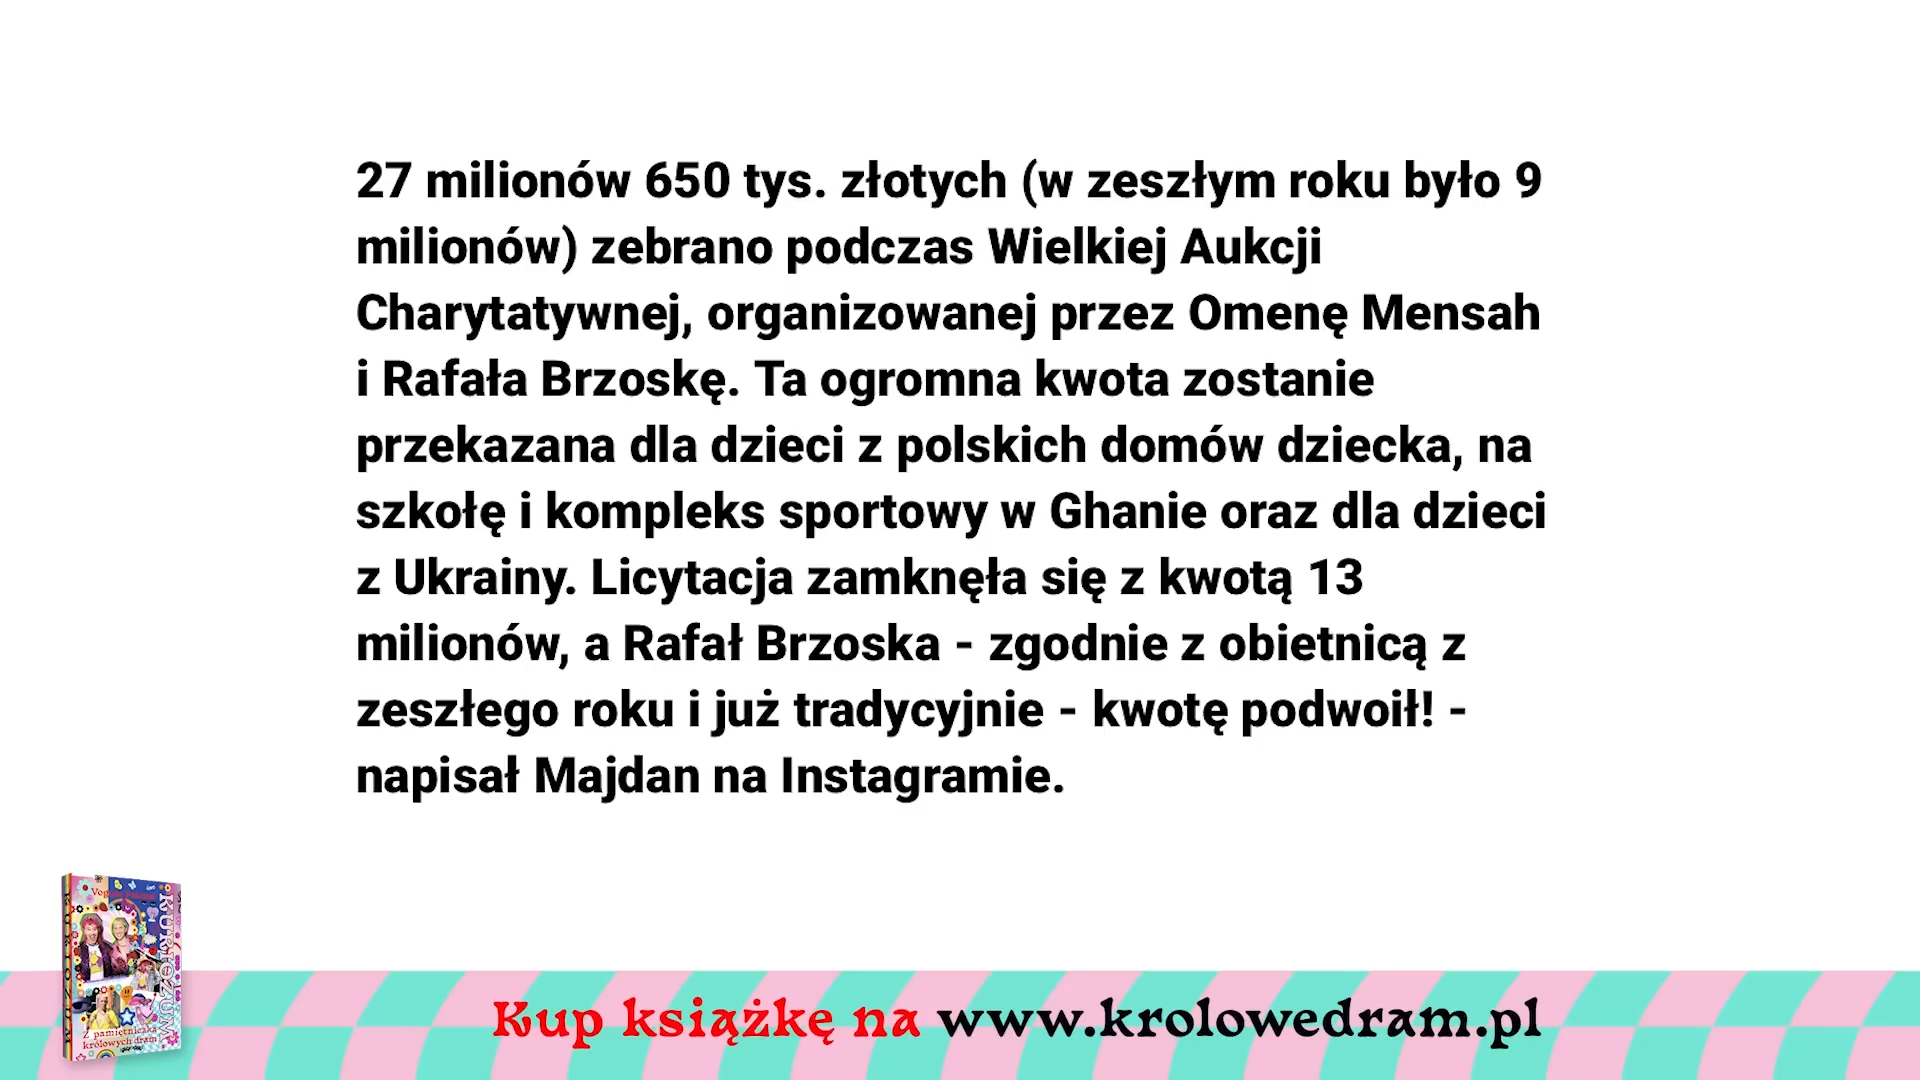 27 milionów 650 tys. złotych (w zeszłym roku było 9
milionów) zebrano podczas Wielkiej Aukcji
Charytatywnej, organizowanej przez Omenę Mensah
i Rafała Brzoskę. Ta ogromna kwota zostanie
przekazana dla dzieci z polskich domów dziecka, na
szkołę i kompleks sportowy w Ghanie oraz dla dzieci
z Ukrainy. Licytacja zamknęła się z kwotą 13
milionów, a Rafał Brzoska - zgodnie z obietnicą z
zeszłego roku i już tradycyjnie - kwotę podwoił! -
napisał Majdan na Instagramie.
Z pamiętniczka
królowych dram
Kup książkę na www.krolowedram.pl